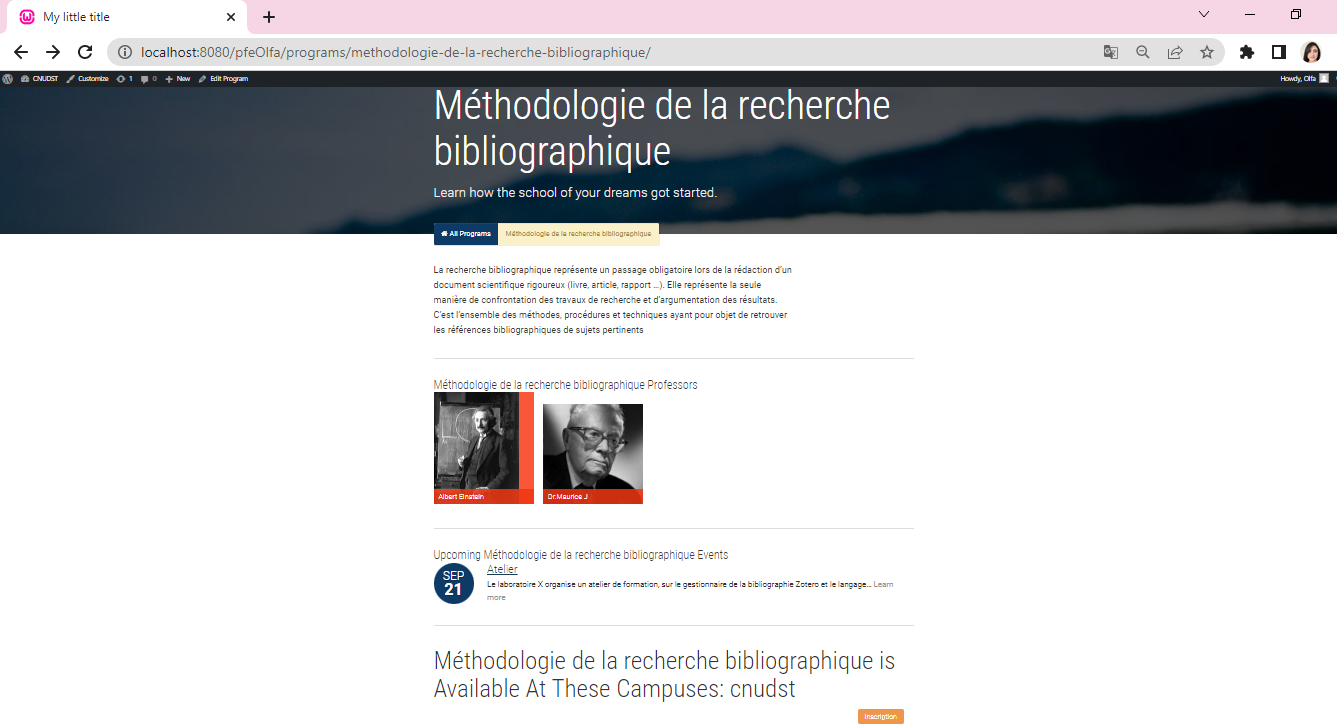 My little title
localhost:8080/pfeOlfa/programs/methodologie-de-la-recherche-bibliographique/
CNUDST Customize 1 0 New Edit Program Howdy, Olfa
Méthodologie de la recherche
bibliographique
Learn how the school of your dreams got started.
All Programs Méthodologie de la recherche bibliographique
La recherche bibliographique représente un passage obligatoire lors de la rédaction d'un
document scientifique rigoureux (livre, article, rapport ...). Elle représente la seule
manière de confrontation des travaux de recherche et d'argumentation des résultats.
C'est l'ensemble des méthodes, procédures et techniques ayant pour objet de retrouver
les références bibliographiques de sujets pertinents
Méthodologie de la recherche bibliographique Professors
Albert Einstein Dr.Maurice J
Upcoming Méthodologie de la recherche bibliographique Events
SEP
21
Atelier
Le laboratoire X organise un atelier de formation, sur le gestionnaire de la bibliographie Zotero et le langage... Learn
more
Méthodologie de la recherche bibliographique is
Available At These Campuses: cnudst
Inscription